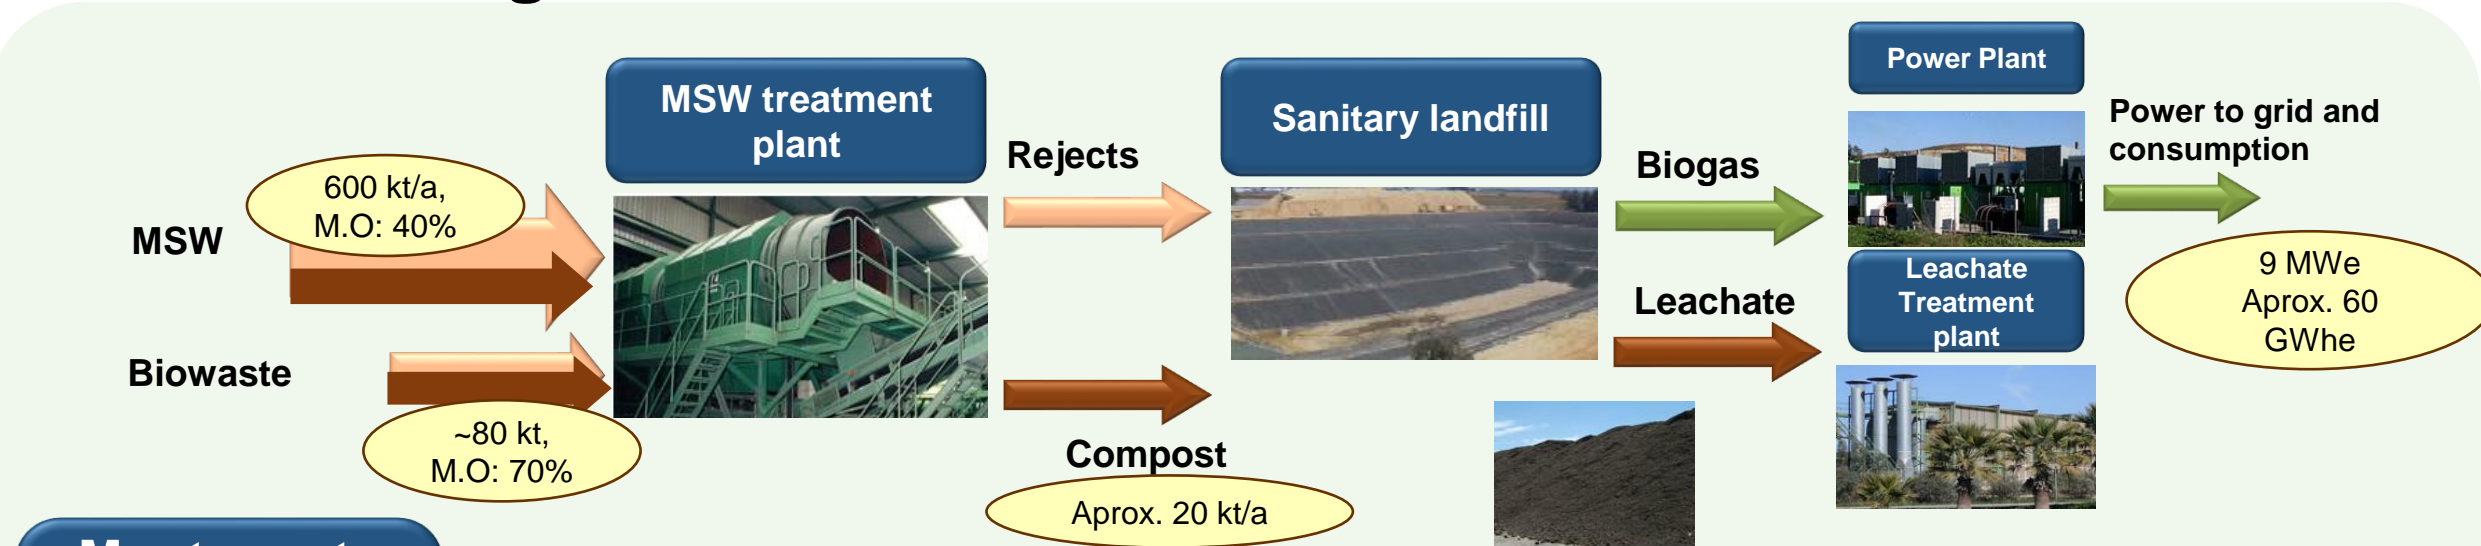 MSW treatment
plant
Sanitary landfill
Power Plant
Power to grid and
consumption
Rejects
Biogas
600 kt/a,
M.O: 40%
MSW
9 MWe
Aprox. 60
GWhe
Leachate
Leachate
Treatment
plant
Biowaste
~80 kt,
M.O: 70%
Compost
Aprox. 20 kt/a